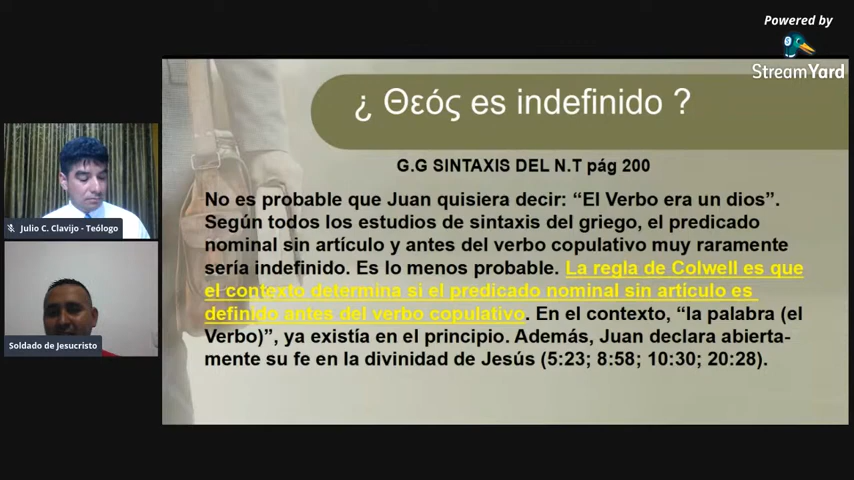 Powered by
StreamYard
¿ Θεός es indefinido ?
G.G SINTAXIS DEL N.T pág 200
No es probable que Juan quisiera decir: “El Verbo era un dios”.
Según todos los estudios de sintaxis del griego, el predicado
nominal sin artículo y antes del verbo copulativo muy raramente
sería indefinido. Es lo menos probable. La regla de Colwell es que
el contexto determina si el predicado nominal sin artículo es
definido antes del verbo copulativo. En el contexto, “la palabra (el
Verbo)”, ya existía en el principio. Además, Juan declara abierta-
mente su fe en la divinidad de Jesús (5:23; 8:58; 10:30; 20:28).
Julio C. Clavijo - Teólogo
Soldado de Jesucristo